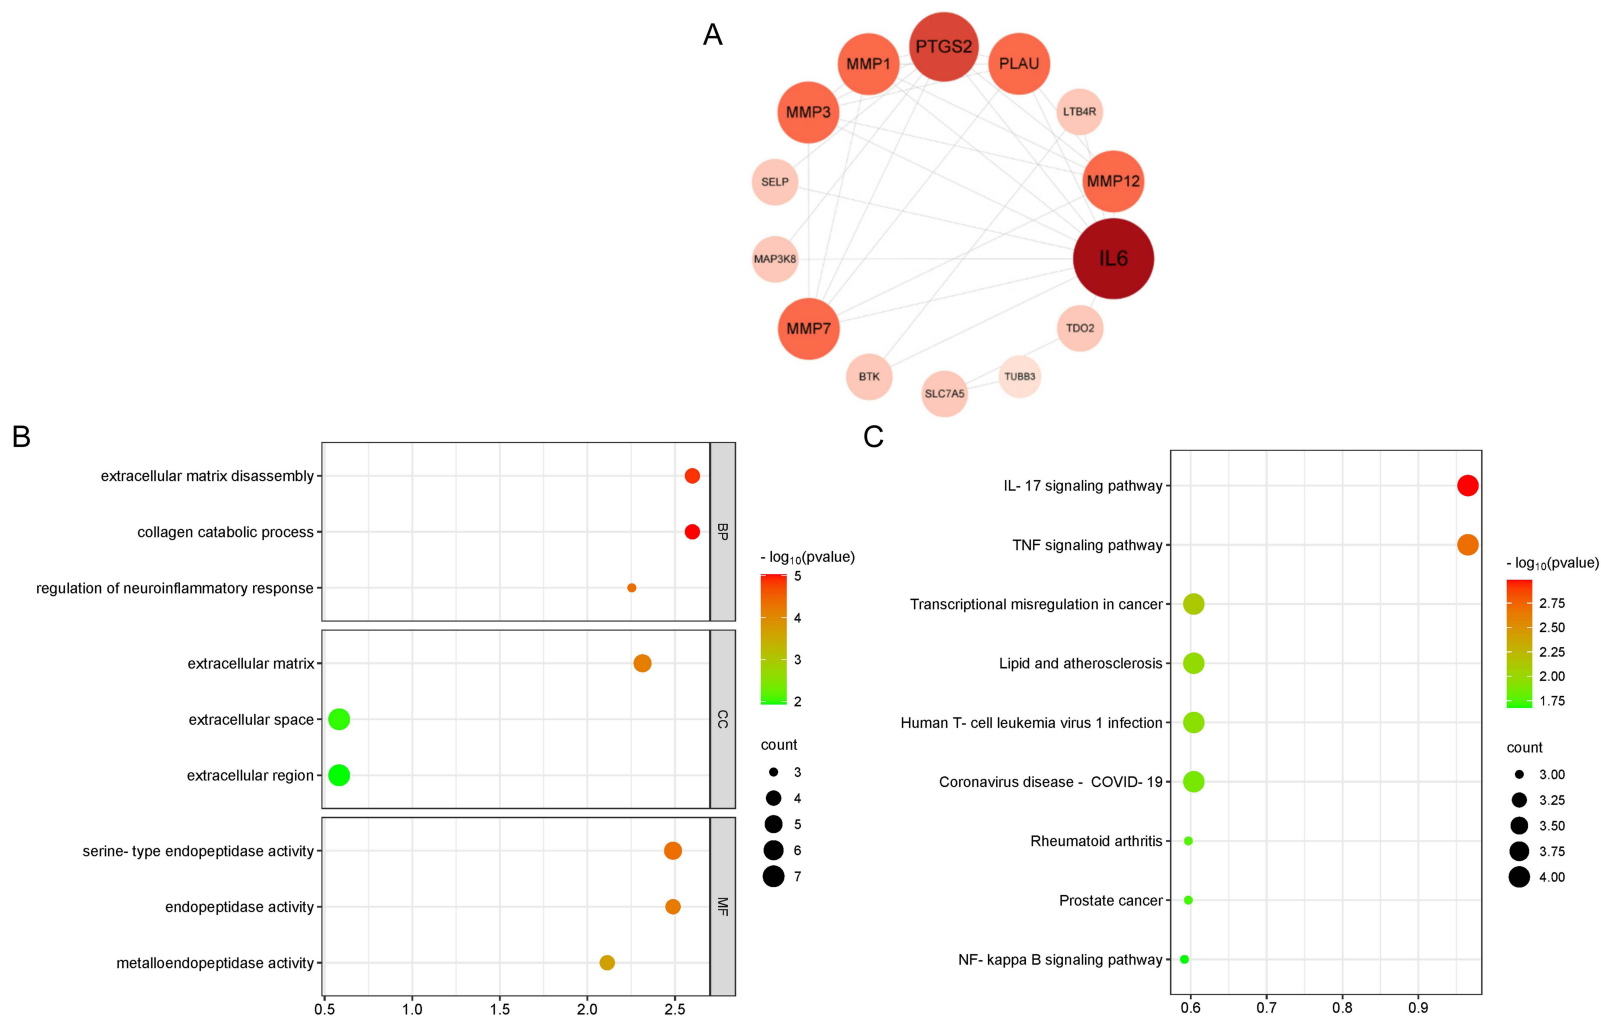 A
PTGS2
MMP1
PLAU
MMP3
LTB4R
SELP
MMP12
MAP3K8
IL6
MMP7
TDO2
BTK
TUBB3
SLC7A5
B
extracellular matrix disassembly
collagen catabolic process
regulation of neuroinflammatory response
BP
extracellular matrix
extracellular space
extracellular region
CC
serine- type endopeptidase activity
endopeptidase activity
metalloendopeptidase activity
MF
0.5 1.0 1.5 2.0 2.5
- log10(pvalue)
5
4
3
2
count
3
4
5
6
7
C
IL- 17 signaling pathway
TNF signaling pathway
Transcriptional misregulation in cancer
Lipid and atherosclerosis
Human T- cell leukemia virus 1 infection
Coronavirus disease - COVID- 19
Rheumatoid arthritis
Prostate cancer
NF- kappa B signaling pathway
0.6 0.7 0.8 0.9
- log10(pvalue)
2.75
2.50
2.25
2.00
1.75
count
3.00
3.25
3.50
3.75
4.00